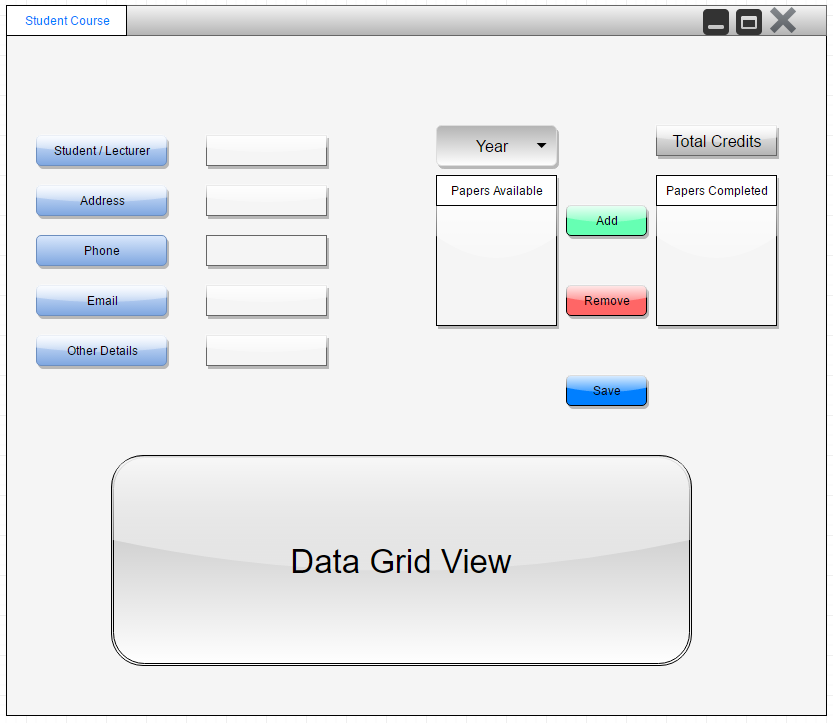 Student Course
Student / Lecturer
Address
Phone
Email
Other Details
Year
Total Credits
Papers Available
Papers Completed
Add
Remove
Save
Data Grid View